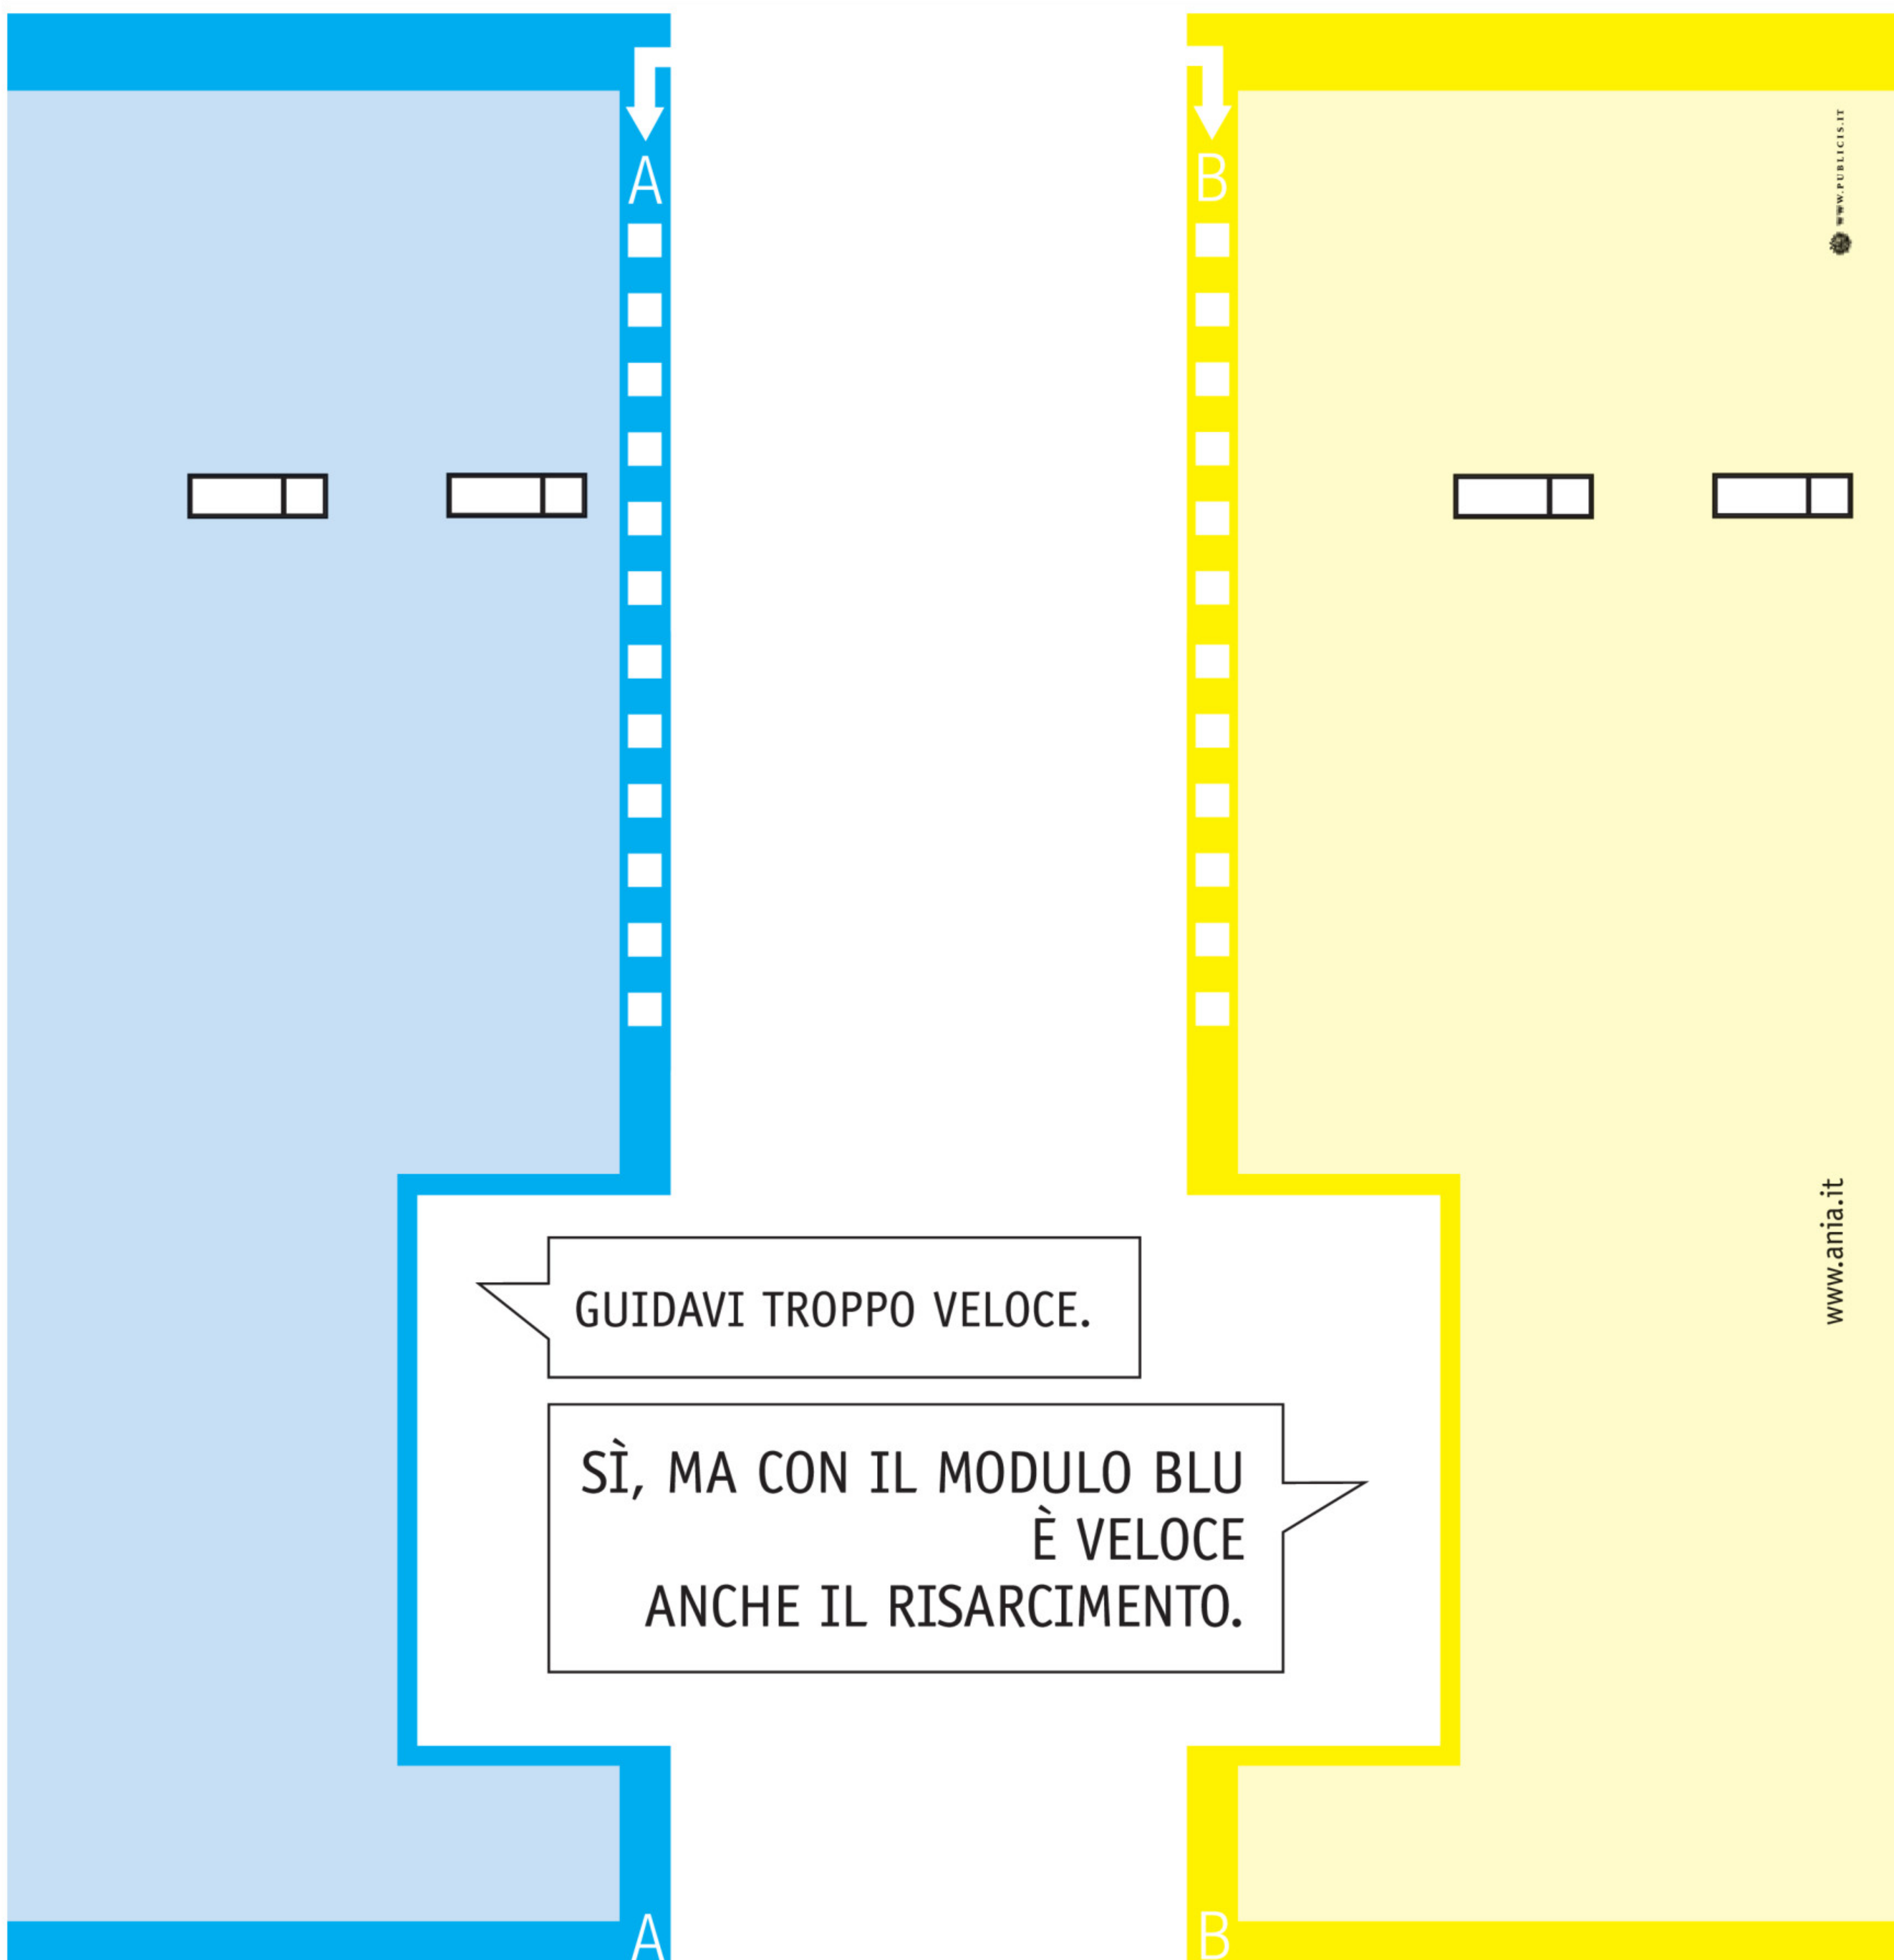 A
B
WWW.PUBLICIS.IT
GUIDAVI TROPPO VELOCE.
SÌ, MA CON IL MODULO BLU
È VELOCE
ANCHE IL RISARCIMENTO.
www.ania.it
A
B